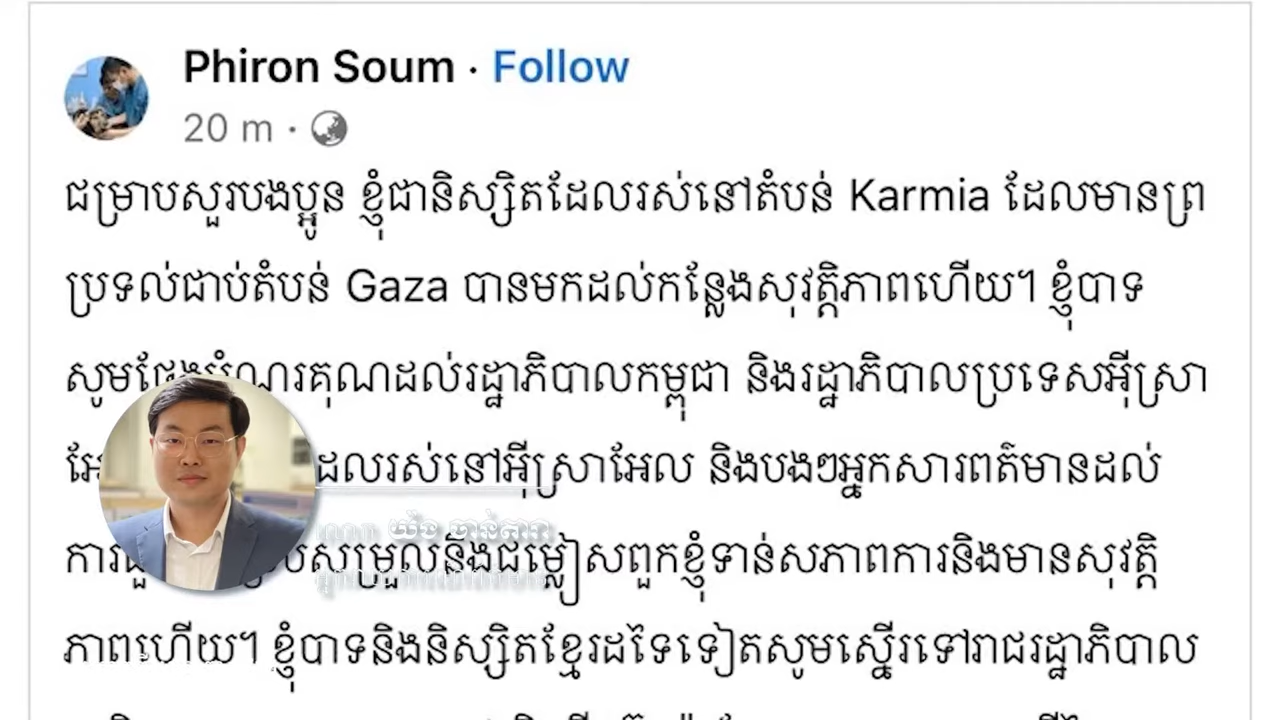 Phiron Soum · Follow
20 m ·
ជម្រាបសួរបងប្អូន ខ្ញុំជានិស្សិតដែលរស់នៅតំបន់ Karmia ដែលមានព្រ
ប្រទល់ជាប់តំបន់ Gaza បានមកដល់កន្លែងសុវត្តិភាពហើយ។ ខ្ញុំបាទ
សូមថ្លែងអំណរគុណដល់រដ្ឋាភិបាលកម្ពុជា និងរដ្ឋាភិបាលប្រទេសអ៊ីស្រា
ដែលរស់នៅអ៊ីស្រាអែល និងបងៗអ្នកសារពត៌មានដល់
លោក យ៉ង ចាន់តារា
សម្រួលនិងជម្លៀសពួកខ្ញុំទាន់សភាពការនិងមានសុវត្តិ
ភាពហើយ។ ខ្ញុំបាទនិងនិស្សិតខ្មែរដទៃទៀតសូមស្នើរទៅរាជរដ្ឋាភិបាល